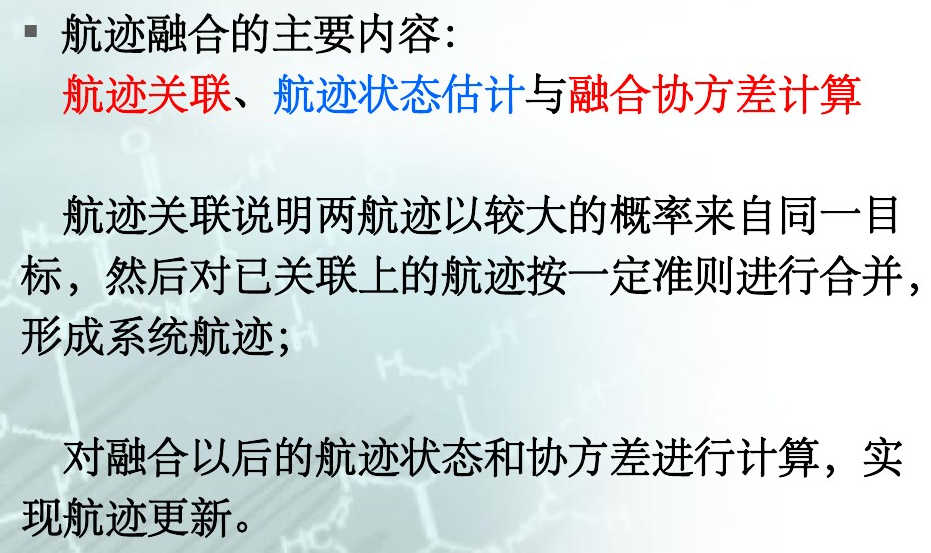 ▪ 航迹融合的主要内容：
航迹关联、航迹状态估计与融合协方差计算
航迹关联说明两航迹以较大的概率来自同一目
标，然后对已关联上的航迹按一定准则进行合并，
形成系统航迹；
对融合以后的航迹状态和协方差进行计算，实
现航迹更新。